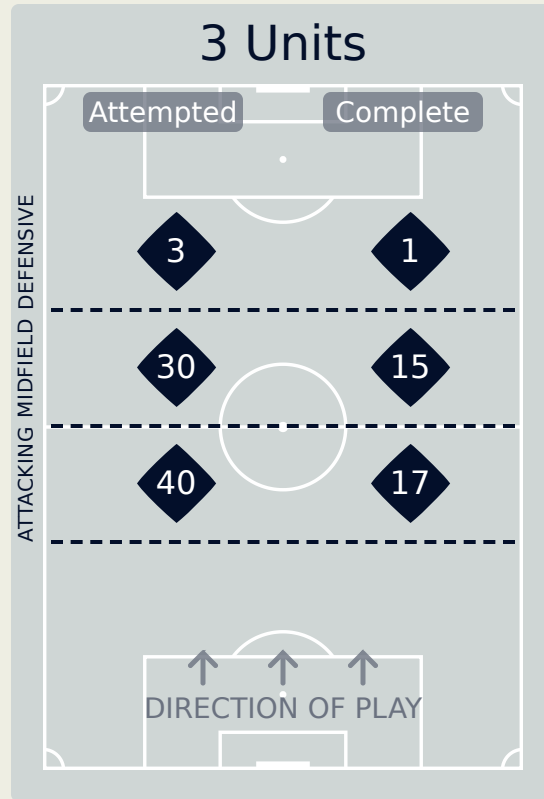 3 Units
Attempted Complete
ATTACKING MIDFIELD DEFENSIVE
3 1
30 15
40 17
DIRECTION OF PLAY